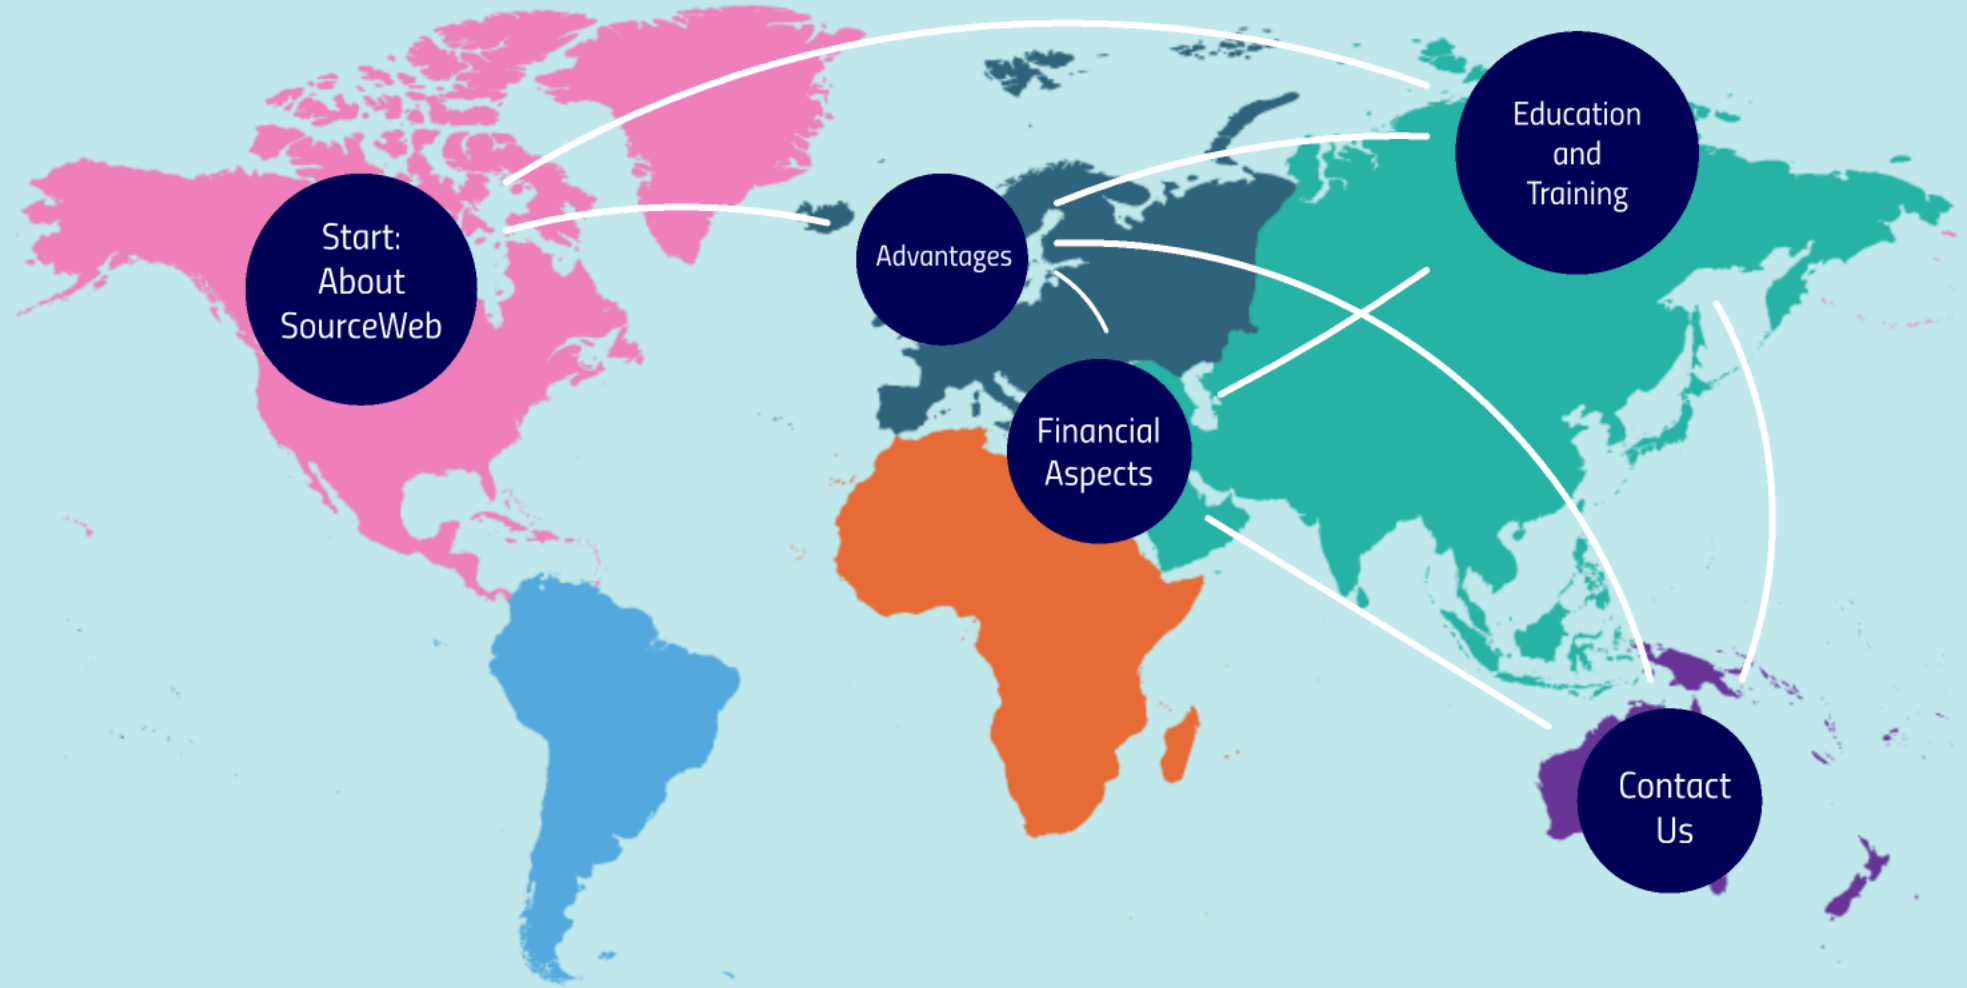 Start:
About
SourceWeb
Advantages
Education
and
Training
Financial
Aspects
Contact
Us